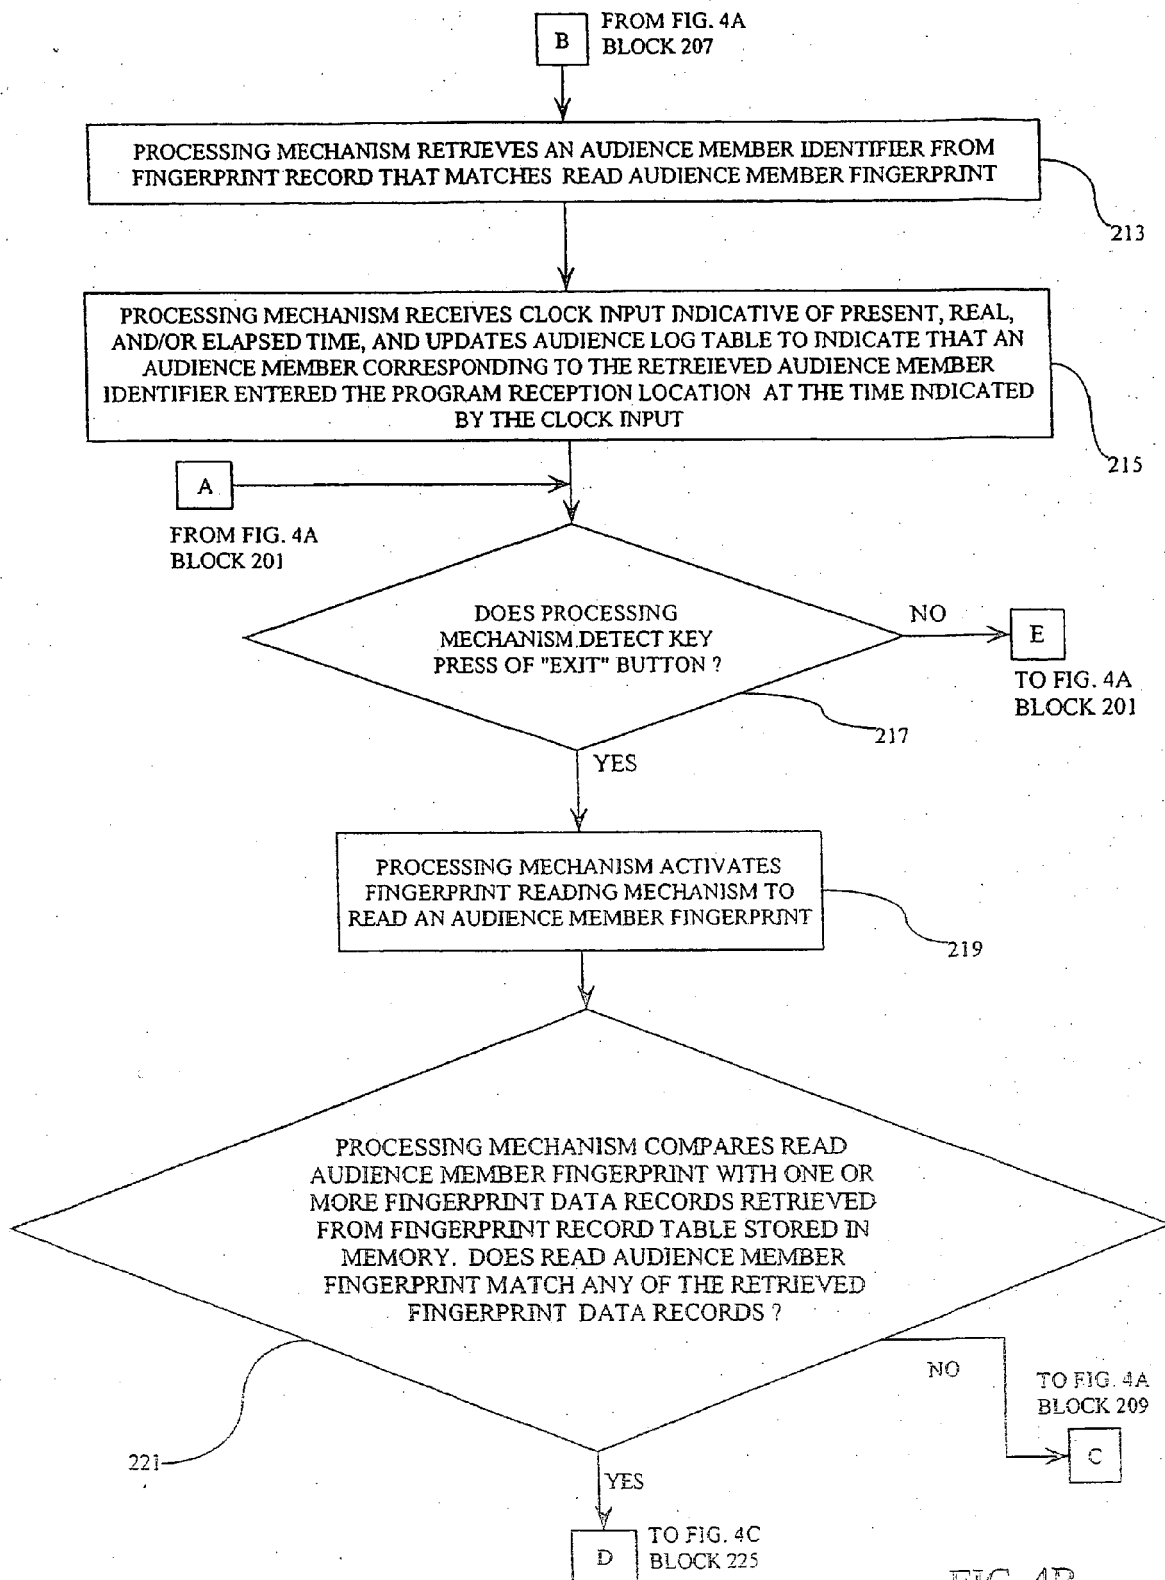 B
FROM FIG. 4A
BLOCK 207
PROCESSING MECHANISM RETRIEVES AN AUDIENCE MEMBER IDENTIFIER FROM
FINGERPRINT RECORD THAT MATCHES READ AUDIENCE MEMBER FINGERPRINT
213
PROCESSING MECHANISM RECEIVES CLOCK INPUT INDICATIVE OF PRESENT, REAL,
AND/OR ELAPSED TIME, AND UPDATES AUDIENCE LOG TABLE TO INDICATE THAT AN
AUDIENCE MEMBER CORRESPONDING TO THE RETREIEVED AUDIENCE MEMBER
IDENTIFIER ENTERED THE PROGRAM RECEPTION LOCATION AT THE TIME INDICATED
BY THE CLOCK INPUT
215
A
FROM FIG. 4A
BLOCK 201
DOES PROCESSING
MECHANISM DETECT KEY
PRESS OF "EXIT" BUTTON ?
NO
E
TO FIG. 4A
BLOCK 201
217
YES
PROCESSING MECHANISM ACTIVATES
FINGERPRINT READING MECHANISM TO
READ AN AUDIENCE MEMBER FINGERPRINT
219
PROCESSING MECHANISM COMPARES READ
AUDIENCE MEMBER FINGERPRINT WITH ONE OR
MORE FINGERPRINT DATA RECORDS RETRIEVED
FROM FINGERPRINT RECORD TABLE STORED IN
MEMORY. DOES READ AUDIENCE MEMBER
FINGERPRINT MATCH ANY OF THE RETRIEVED
FINGERPRINT DATA RECORDS ?
NO
TO FIG. 4A
BLOCK 209
C
221
YES
D
TO FIG. 4C
BLOCK 225
FIG. 4B